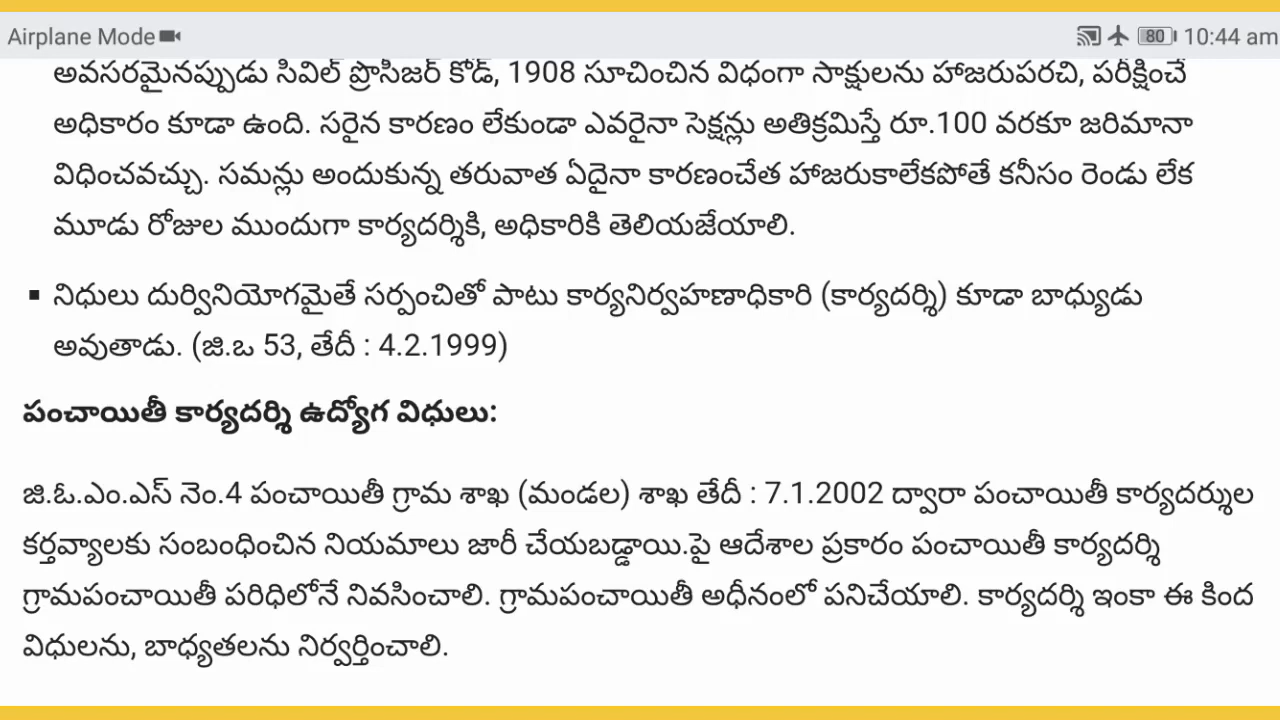 Airplane Mode
80 10:44 am
అవసరమైనప్పుడు సివిల్ ప్రొసీజర్ కోడ్, 1908 సూచించిన విధంగా సాక్షులను హాజరుపరచి, పరీక్షించే
అధికారం కూడా ఉంది. సరైన కారణం లేకుండా ఎవరైనా సెక్షన్లు అతిక్రమిస్తే రూ.100 వరకూ జరిమానా
విధించవచ్చు. సమన్లు అందుకున్న తరువాత ఏదైనా కారణంచేత హాజరుకాలేకపోతే కనీసం రెండు లేక
మూడు రోజుల ముందుగా కార్యదర్శికి, అధికారికి తెలియజేయాలి.
▪ నిధులు దుర్వినియోగమైతే సర్పంచితో పాటు కార్యనిర్వహణాధికారి (కార్యదర్శి) కూడా బాధ్యుడు
అవుతాడు. (జి.ఒ 53, తేదీ : 4.2.1999)
పంచాయితీ కార్యదర్శి ఉద్యోగ విధులు:
జి.ఓ.ఎం.ఎస్ నెం.4 పంచాయితీ గ్రామ శాఖ (మండల) శాఖ తేదీ : 7.1.2002 ద్వారా పంచాయితీ కార్యదర్శుల
కర్తవ్యాలకు సంబంధించిన నియమాలు జారీ చేయబడ్డాయి.పై ఆదేశాల ప్రకారం పంచాయితీ కార్యదర్శి
గ్రామపంచాయితీ పరిధిలోనే నివసించాలి. గ్రామపంచాయితీ అధీనంలో పనిచేయాలి. కార్యదర్శి ఇంకా ఈ కింద
విధులను, బాధ్యతలను నిర్వర్తించాలి.